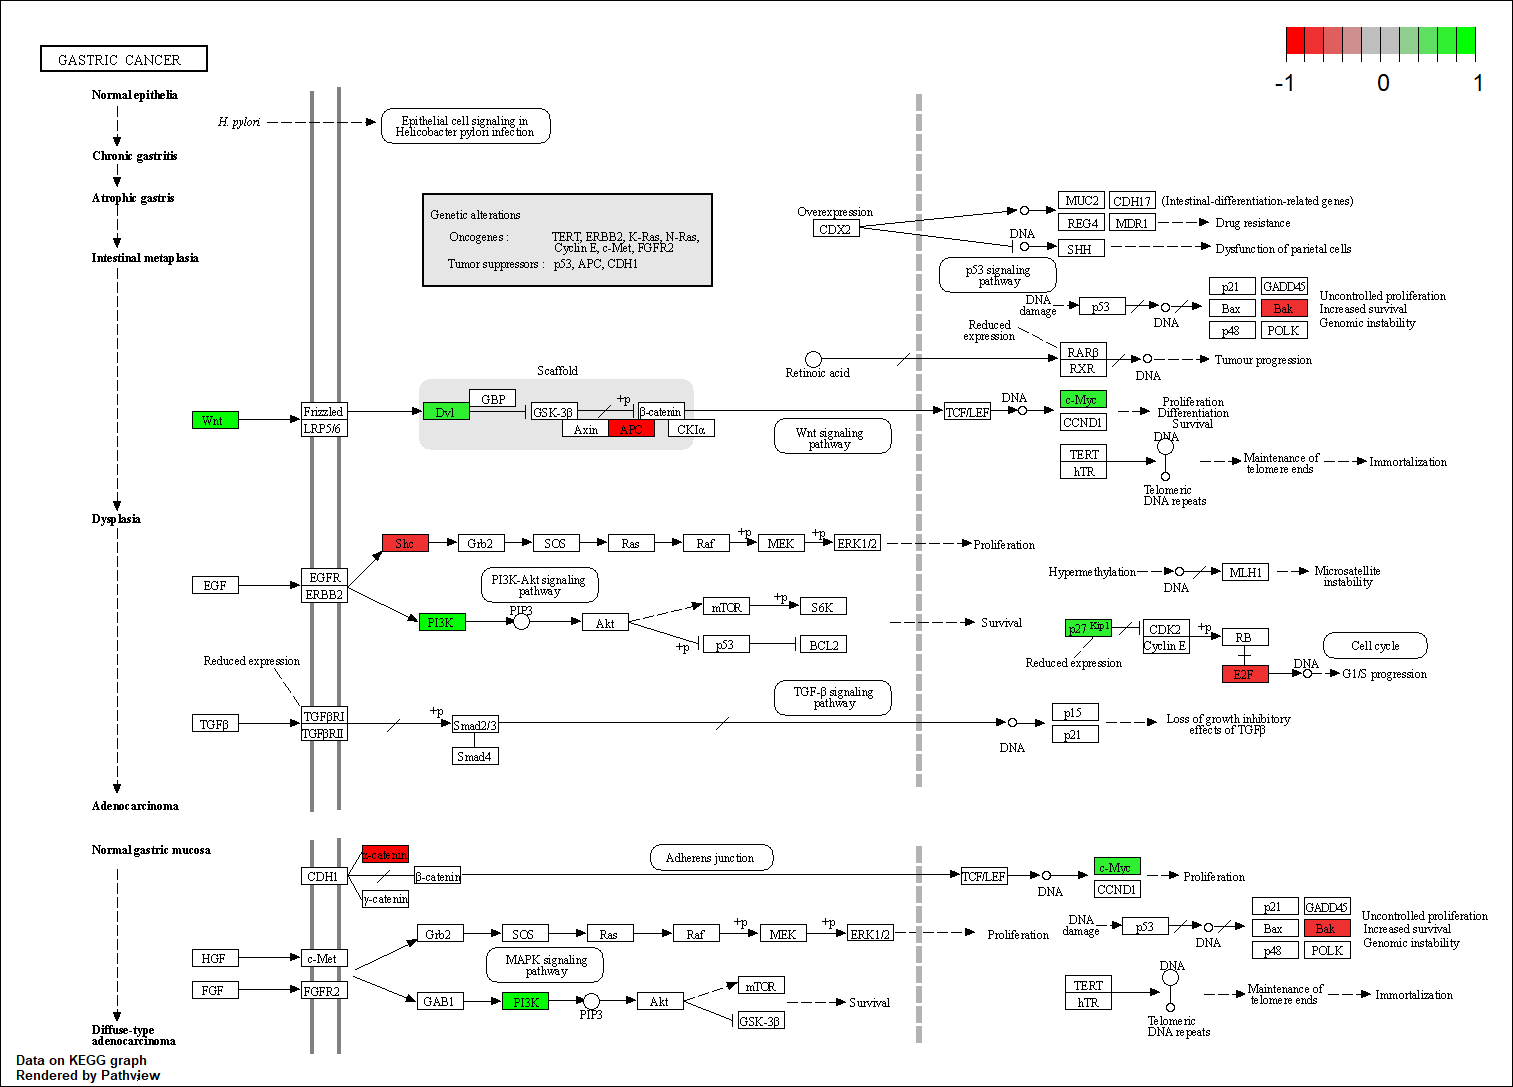 GASTRIC CANCER
-1 0 1
Normal epithelia
H. pylori
Epithelial cell signaling in
Helicobacter pylori infection
Chronic gastritis
Atrophic gastris
Genetic alterations
Oncogenes : TERT, ERBB2, K-Ras, N-Ras,
Cyclin E, c-Met, FGFR2
Tumor suppressors : p53, APC, CDH1
Overexpression
CDX2
MUC2 CDH17 (Intestinal-differentiation-related genes)
REG4 MDR1 Drug resistance
DNA
SHH Dysfunction of parietal cells
Intestinal metaplasia
p53 signaling
pathway
DNA
damage
p53
DNA
p21 GADD45
Bax Bak
p48 POLK
Uncontrolled proliferation
Increased survival
Genomic instability
Reduced
expression
Retinoic acid
RARβ
RXR
DNA
Tumour progression
Scaffold
Wnt
Frizzled
LRP5/6
Dvl
GBP
GSK-3β
+p
β-catenin
Axin APC CKIα
Wnt signaling
pathway
TCF/LEF
DNA
c-Myc
CCND1
Proliferation
Differentiation
Survival
TERT
hTR
DNA
Telomeric
DNA repeats
Maintenance of
telomere ends
Immortalization
Dysplasia
EGF
EGFR
ERBB2
Shc Grb2 SOS Ras Raf +p MEK +p ERK1/2 Proliferation
PI3K-Akt signaling
pathway
PI3K
PIP3
Akt
mTOR +p S6K
+p p53 BCL2
Survival
Hypermethylation
DNA
MLH1
Microsatellite
instability
p27 Kip1
Reduced expression
CDK2
Cyclin E
+p
RB
E2F
DNA
Cell cycle
G1/S progression
Reduced expression
TGFβ
TGFβRI
TGFβRII
+p
Smad2/3
Smad4
TGF-β signaling
pathway
DNA
p15
p21
Loss of growth inhibitory
effects of TGFβ
Adenocarcinoma
Normal gastric mucosa
CDH1
α-catenin
β-catenin
γ-catenin
Adherens junction
TCF/LEF
DNA
c-Myc
CCND1
Proliferation
HGF c-Met
FGF FGFR2
Grb2 SOS Ras Raf +p MEK +p ERK1/2 Proliferation
MAPK signaling
pathway
GAB1 PI3K PIP3 Akt
mTOR
GSK-3β
Survival
DNA
damage
p53
DNA
p21 GADD45
Bax Bak
p48 POLK
Uncontrolled proliferation
Increased survival
Genomic instability
TERT
hTR
DNA
Telomeric
DNA repeats
Maintenance of
telomere ends
Immortalization
Diffuse-type
adenocarcinoma
Data on KEGG graph
Rendered by Pathview